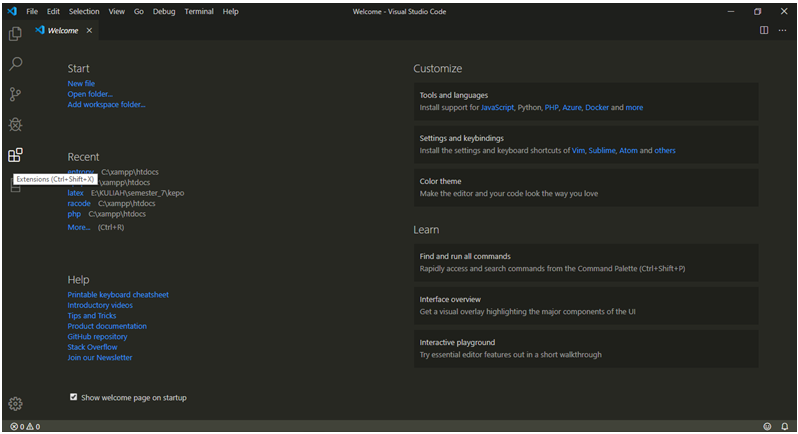 File Edit Selection View Go Debug Terminal Help
Welcome - Visual Studio Code
Welcome
Start
New file
Open folder...
Add workspace folder...
Recent
entropy C:\xampp\htdocs
Extensions (Ctrl+Shift+X)
\htdocs
latex E:\KULIAH\semester_7\kepo
racode C:\xampp\htdocs
php C:\xampp\htdocs
More... (Ctrl+R)
Help
Printable keyboard cheatsheet
Introductory videos
Tips and Tricks
Product documentation
GitHub repository
Stack Overflow
Join our Newsletter
Show welcome page on startup
Customize
Tools and languages
Install support for JavaScript, Python, PHP, Azure, Docker and more
Settings and keybindings
Install the settings and keyboard shortcuts of Vim, Sublime, Atom and others
Color theme
Make the editor and your code look the way you love
Learn
Find and run all commands
Rapidly access and search commands from the Command Palette (Ctrl+Shift+P)
Interface overview
Get a visual overlay highlighting the major components of the UI
Interactive playground
Try essential editor features out in a short walkthrough
0 0